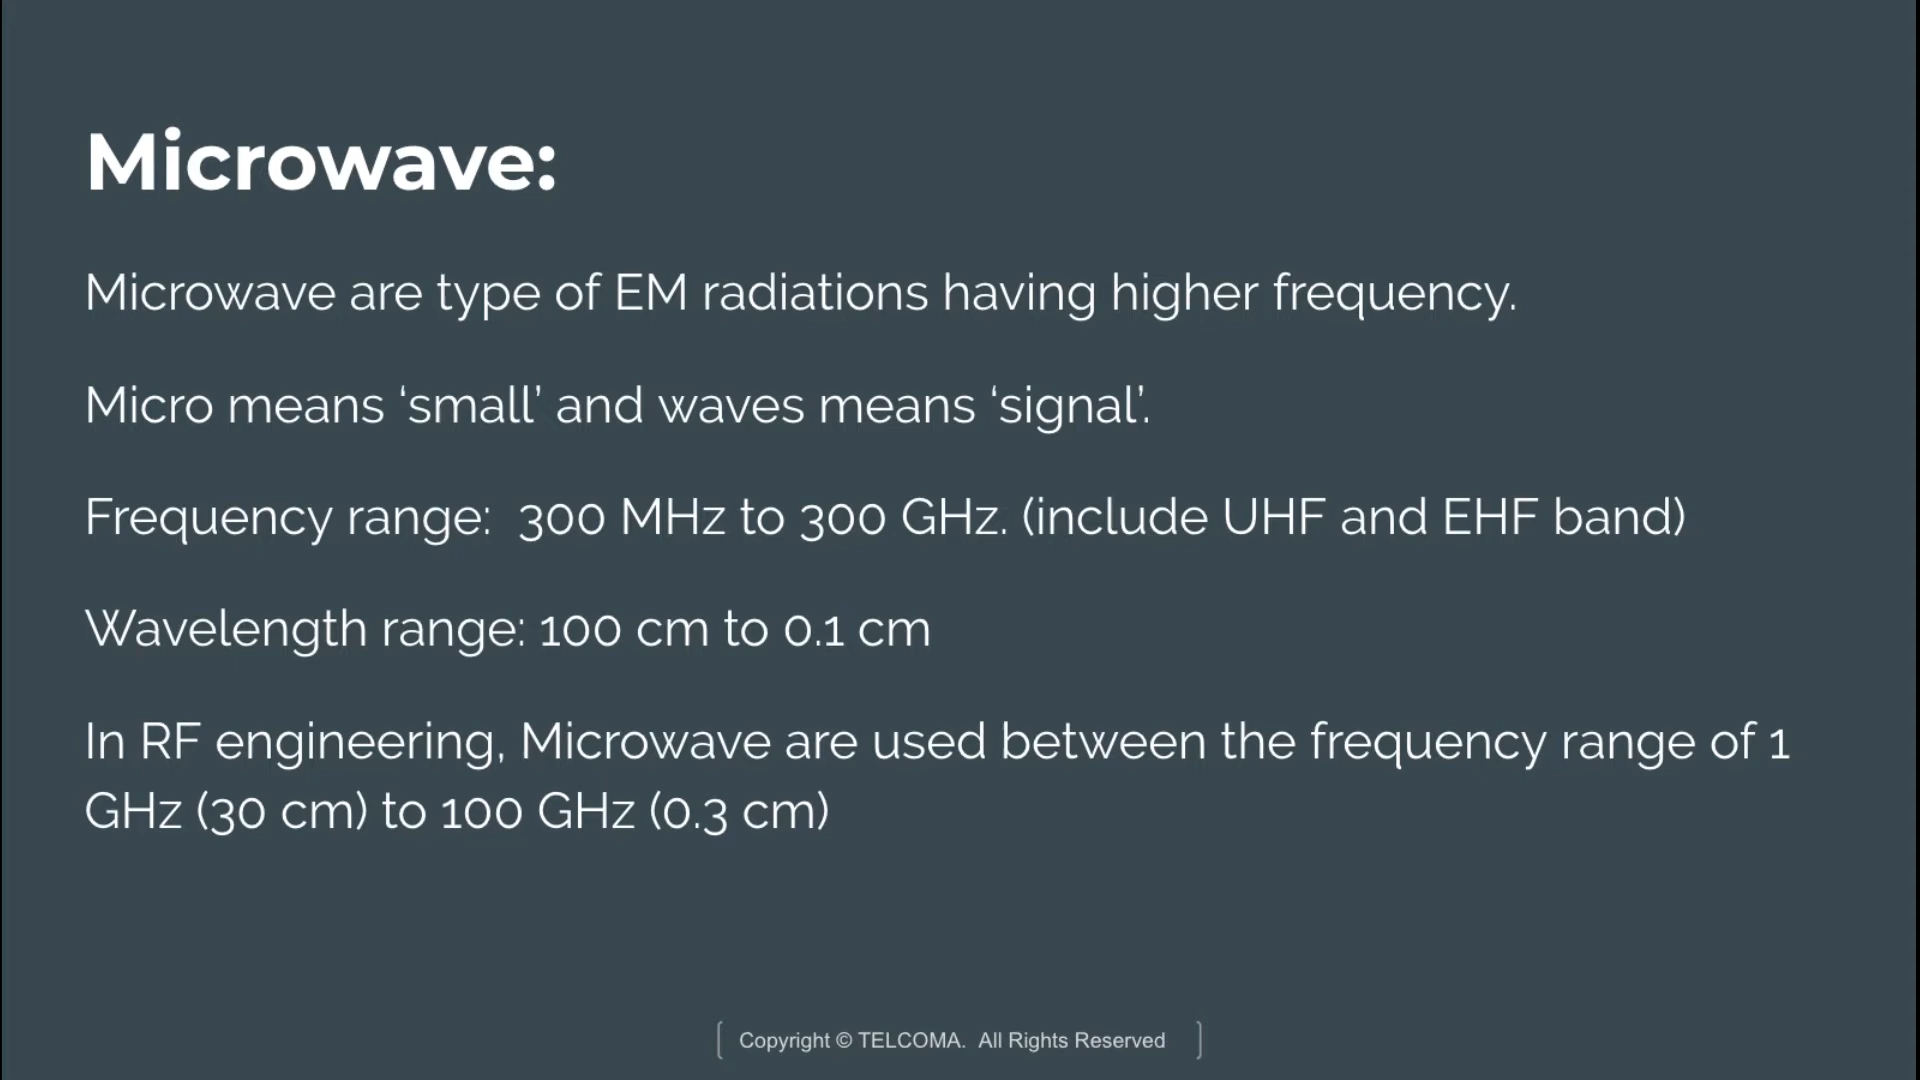 Microwave:
Microwave are type of EM radiations having higher frequency.
Micro means ‘small’ and waves means ‘signal’.
Frequency range:  300 MHz to 300 GHz. (include UHF and EHF band)
Wavelength range: 100 cm to 0.1 cm
In RF engineering, Microwave are used between the frequency range of 1
GHz (30 cm) to 100 GHz (0.3 cm)
[ Copyright © TELCOMA.  All Rights Reserved ]